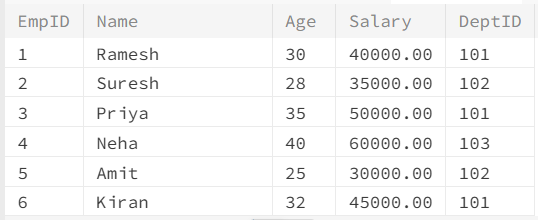 EmpID Name Age Salary DeptID
1 Ramesh 30 40000.00 101
2 Suresh 28 35000.00 102
3 Priya 35 50000.00 101
4 Neha 40 60000.00 103
5 Amit 25 30000.00 102
6 Kiran 32 45000.00 101